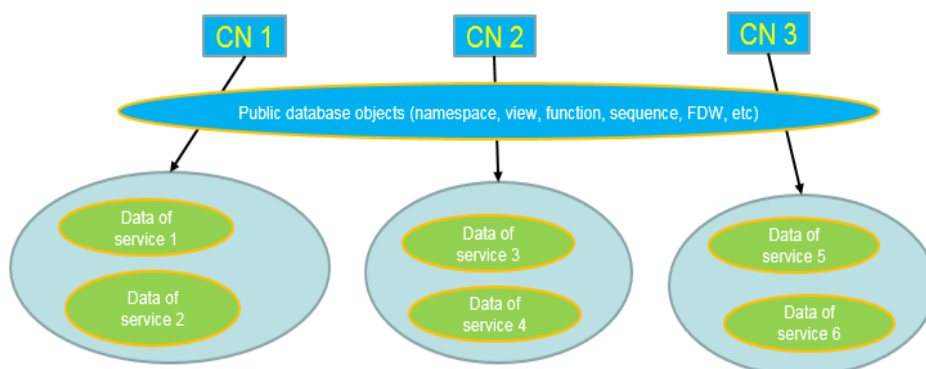 CN 1
CN 2
CN 3
Public database objects (namespace, view, function, sequence, FDW, etc)
Data of
service 1
Data of
service 2
Data of
service 3
Data of
service 4
Data of
service 5
Data of
service 6